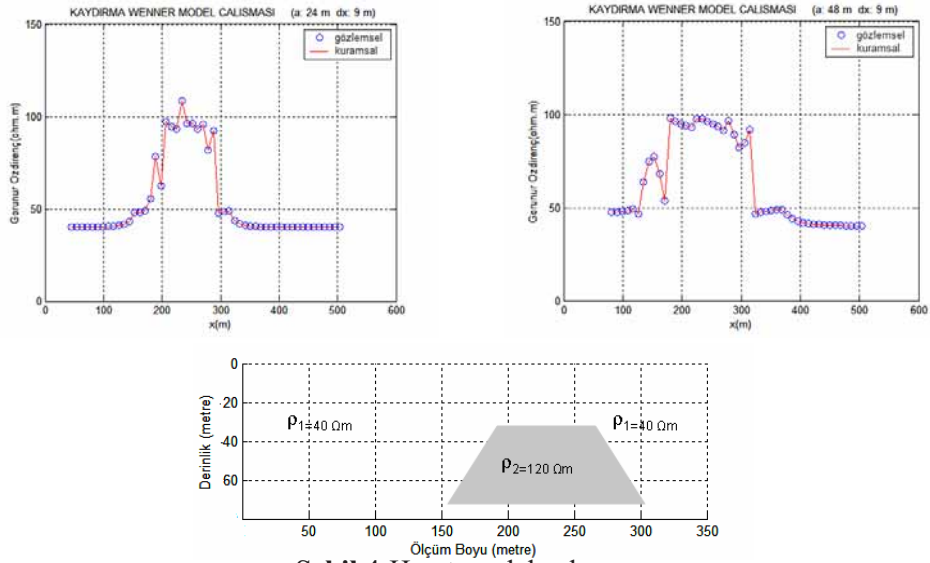 KAYDIRMA WENNER MODEL CALISMASI (a: 24 m dx: 9 m)
gözlemsel
kuramsal
Gorunur Ozdirenç(ohm.m)
150
100
50
0
0 100 200 300 400 500 600
x(m)
KAYDIRMA WENNER MODEL CALISMASI (a: 48 m dx: 9 m)
gözlemsel
kuramsal
Gorunur Ozdirenç(ohm.m)
150
100
50
0
0 100 200 300 400 500 600
x(m)
Derinlik (metre)
0
20
40
60
ρ1=40 Ωm
ρ1=40 Ωm
ρ2=120 Ωm
50 100 150 200 250 300 350
Ölçüm Boyu (metre)